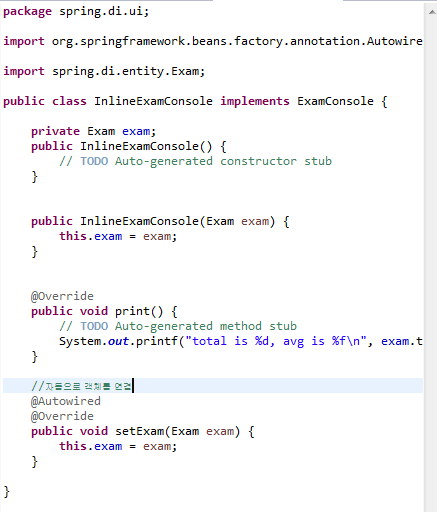 package spring.di.ui;
import org.springframework.beans.factory.annotation.Autowire
import spring.di.entity.Exam;
public class InlineExamConsole implements ExamConsole {
private Exam exam;
public InlineExamConsole() {
// TODO Auto-generated constructor stub
}
public InlineExamConsole(Exam exam) {
this.exam = exam;
}
@Override
public void print() {
// TODO Auto-generated method stub
System.out.printf("total is %d, avg is %f\n", exam.t
}
//자동으로 객체를 연결
@Autowired
@Override
public void setExam(Exam exam) {
this.exam = exam;
}
}